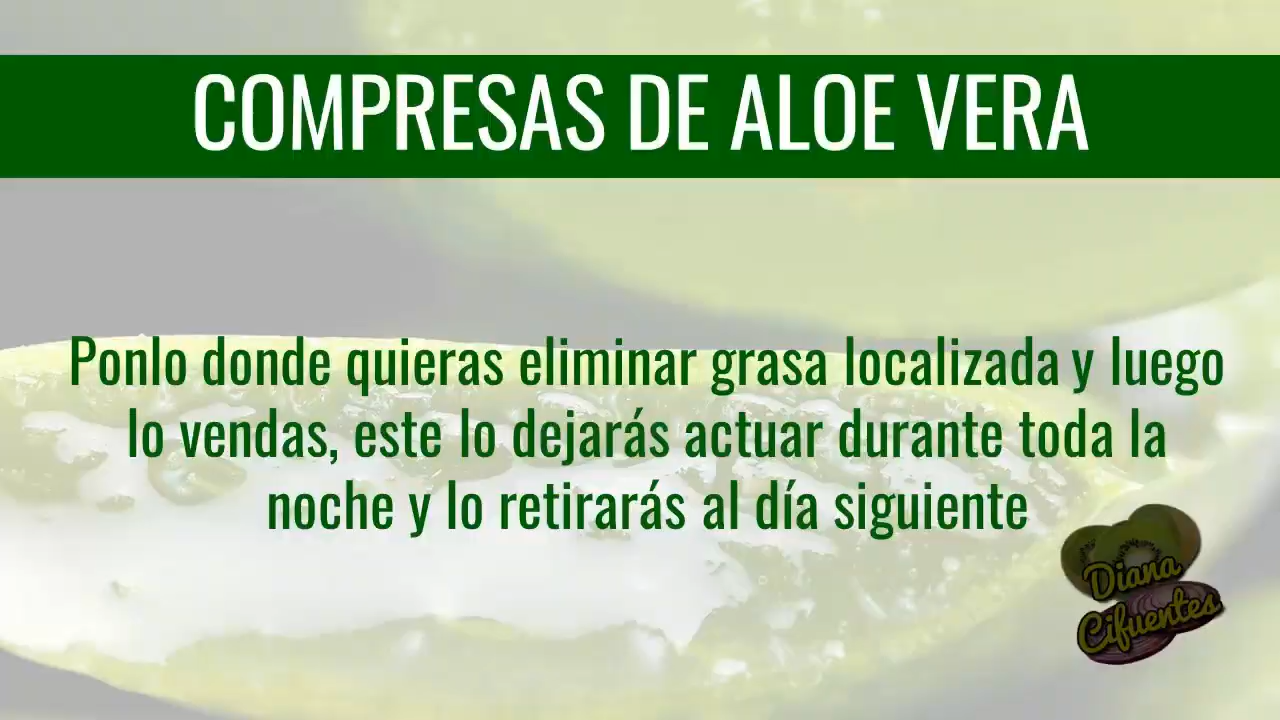 COMPRESAS DE ALOE VERA
Ponlo donde quieras eliminar grasa localizada y luego
lo vendas, este lo dejarás actuar durante toda la
noche y lo retirarás al día siguiente
Diana
Cifuentes